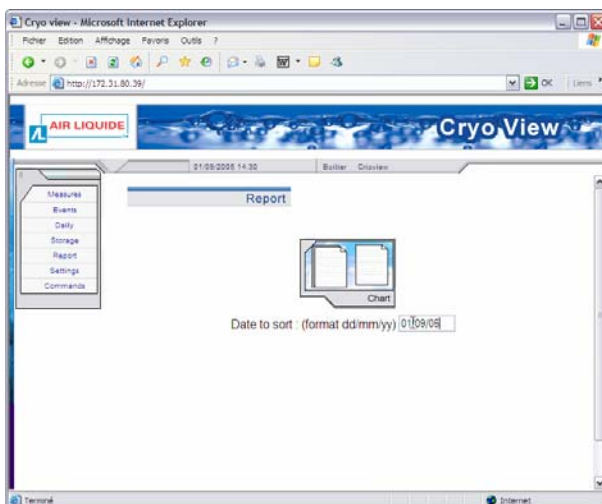 Cryo view - Microsoft Internet Explorer
Fichier Edition Affichage Favoris Outils ?
Adresse http://172.31.80.39/ OK Liens
AIR LIQUIDE
Cryo View
01/09/2005 14:30 Boitier : Crioview
Report
Measures
Events
Daily
Storage
Report
Settings
Commands
Chart
Date to sort : (format dd/mm/yy) 01/09/05
Terminé Internet